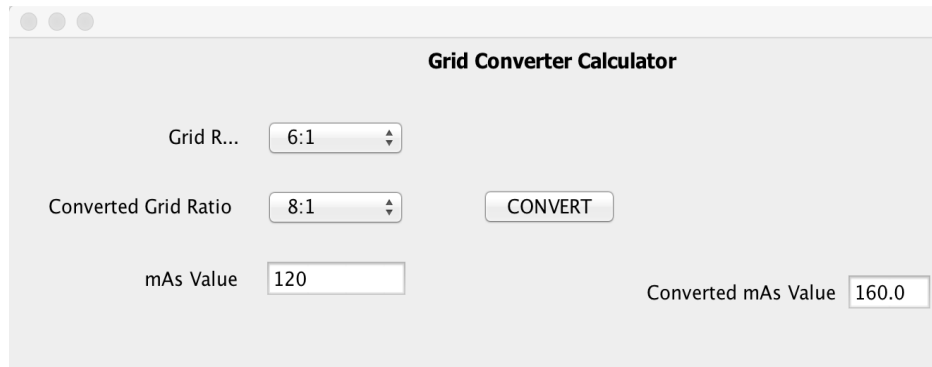 Grid Converter Calculator
Grid R... 6:1
Converted Grid Ratio 8:1 CONVERT
mAs Value 120
Converted mAs Value 160.0